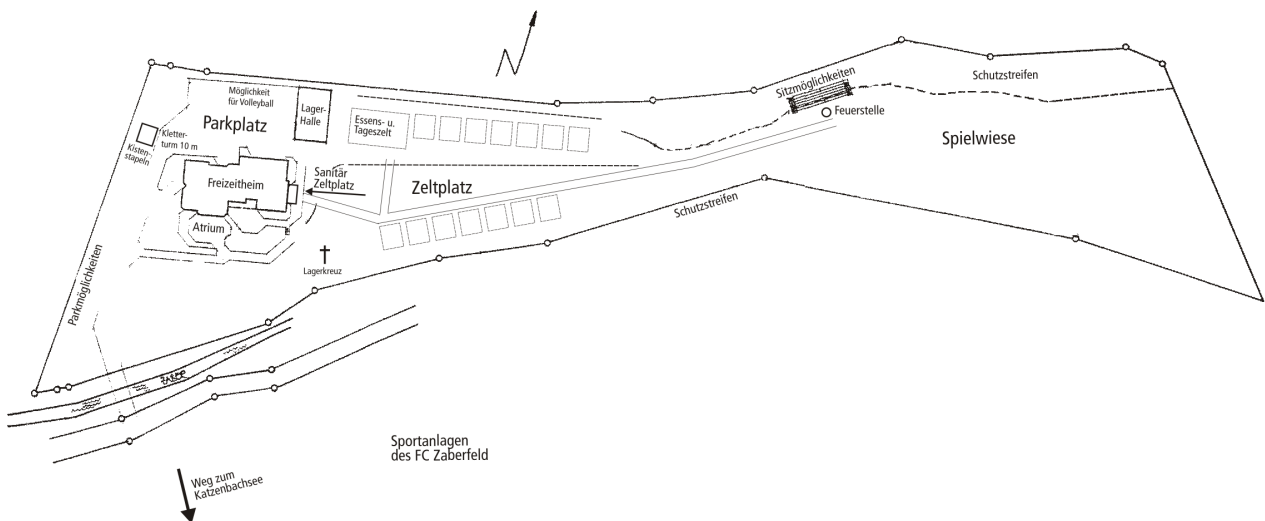 Möglichkeit
für Volleyball
Lager-
Halle
Parkplatz
Essens- u.
Tageszelt
Kletter-
turm 10 m
Kisten-
stapeln
Freizeitheim
Sanitär
Zeltplatz
Zeltplatz
Atrium
Lagerkreuz
Parkmöglichkeiten
Sitzmöglichkeiten
Feuerstelle
Schutzstreifen
Spielwiese
Schutzstreifen
Sportanlagen
des FC Zaberfeld
Weg zum
Katzenbachsee